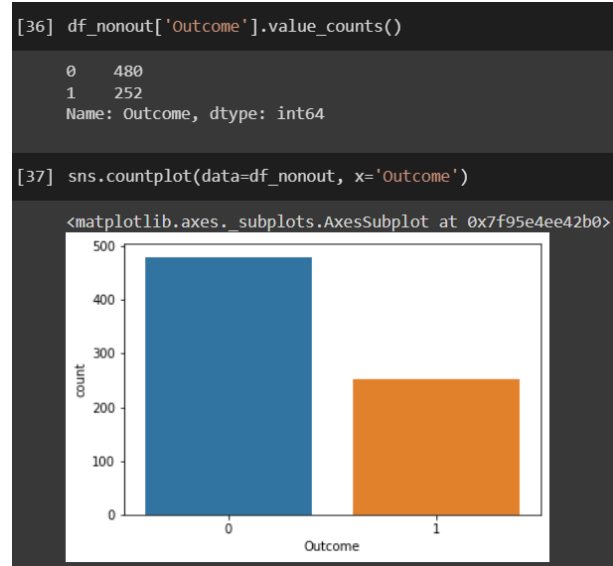 [36] df_nonout['Outcome'].value_counts()
0    480
1    252
Name: Outcome, dtype: int64
[37] sns.countplot(data=df_nonout, x='Outcome')
<matplotlib.axes._subplots.AxesSubplot at 0x7f95e4ee42b0>
500
400
300
200
100
0
count
0 1
Outcome